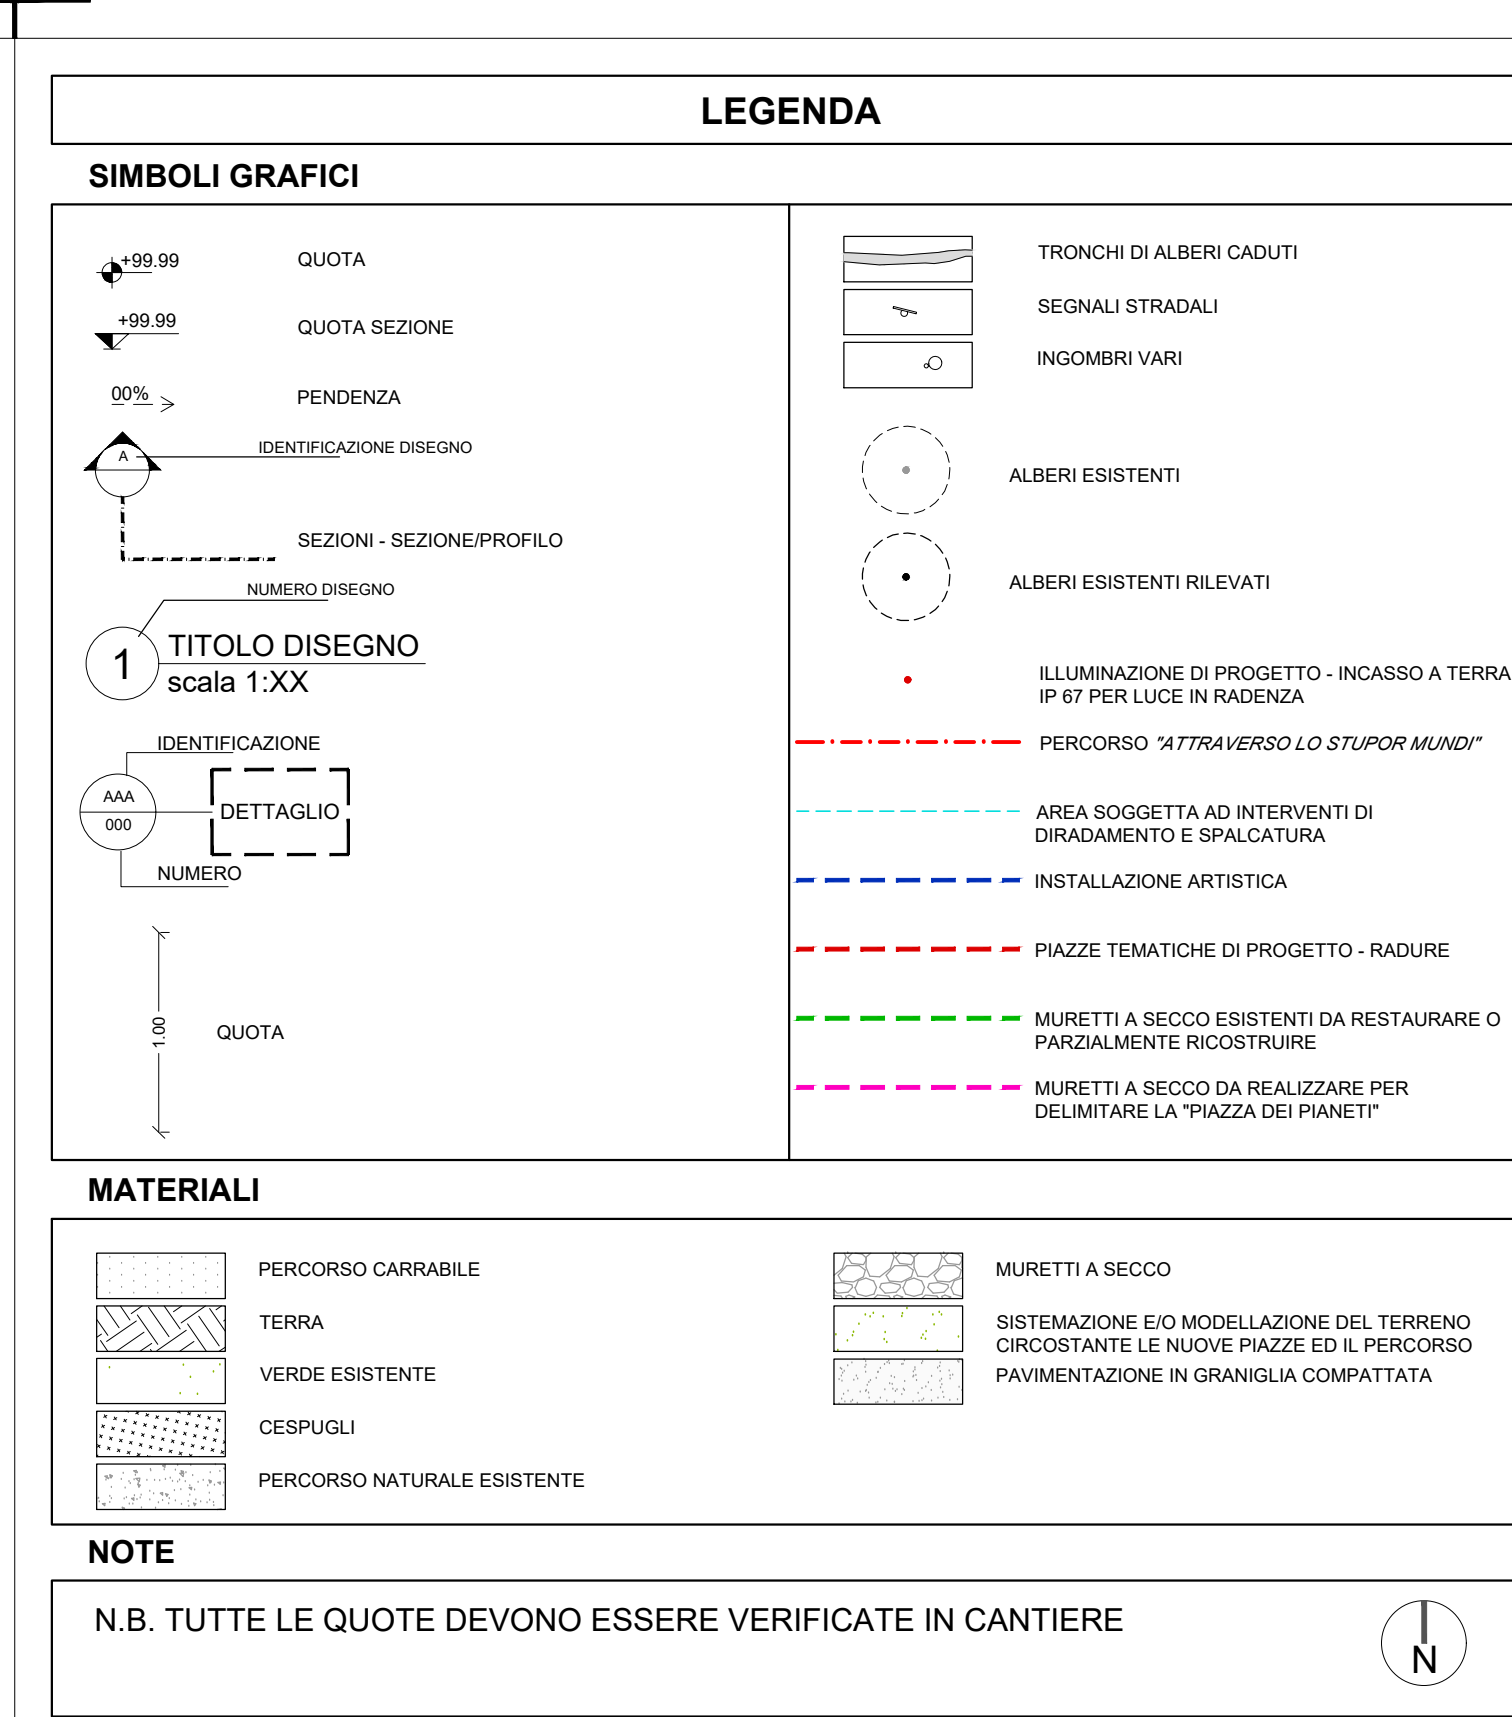 LEGENDA
SIMBOLI GRAFICI
+99.99
QUOTA
+99.99
QUOTA SEZIONE
00%
PENDENZA
IDENTIFICAZIONE DISEGNO
A
SEZIONI - SEZIONE/PROFILO
NUMERO DISEGNO
1
TITOLO DISEGNO
scala 1:XX
IDENTIFICAZIONE
AAA
000
DETTAGLIO
NUMERO
1.00
QUOTA
TRONCHI DI ALBERI CADUTI
SEGNALI STRADALI
INGOMBRI VARI
ALBERI ESISTENTI
ALBERI ESISTENTI RILEVATI
ILLUMINAZIONE DI PROGETTO - INCASSO A TERRA
IP 67 PER LUCE IN RADENZA
PERCORSO "ATTRAVERSO LO STUPOR MUNDI"
AREA SOGGETTA AD INTERVENTI DI
DIRADAMENTO E SPALCATURA
INSTALLAZIONE ARTISTICA
PIAZZE TEMATICHE DI PROGETTO - RADURE
MURETTI A SECCO ESISTENTI DA RESTAURARE O
PARZIALMENTE RICOSTRUIRE
MURETTI A SECCO DA REALIZZARE PER
DELIMITARE LA "PIAZZA DEI PIANETI"
MATERIALI
PERCORSO CARRABILE
TERRA
VERDE ESISTENTE
CESPUGLI
PERCORSO NATURALE ESISTENTE
MURETTI A SECCO
SISTEMAZIONE E/O MODELLAZIONE DEL TERRENO
CIRCOSTANTE LE NUOVE PIAZZE ED IL PERCORSO
PAVIMENTAZIONE IN GRANIGLIA COMPATTATA
NOTE
N.B. TUTTE LE QUOTE DEVONO ESSERE VERIFICATE IN CANTIERE
N